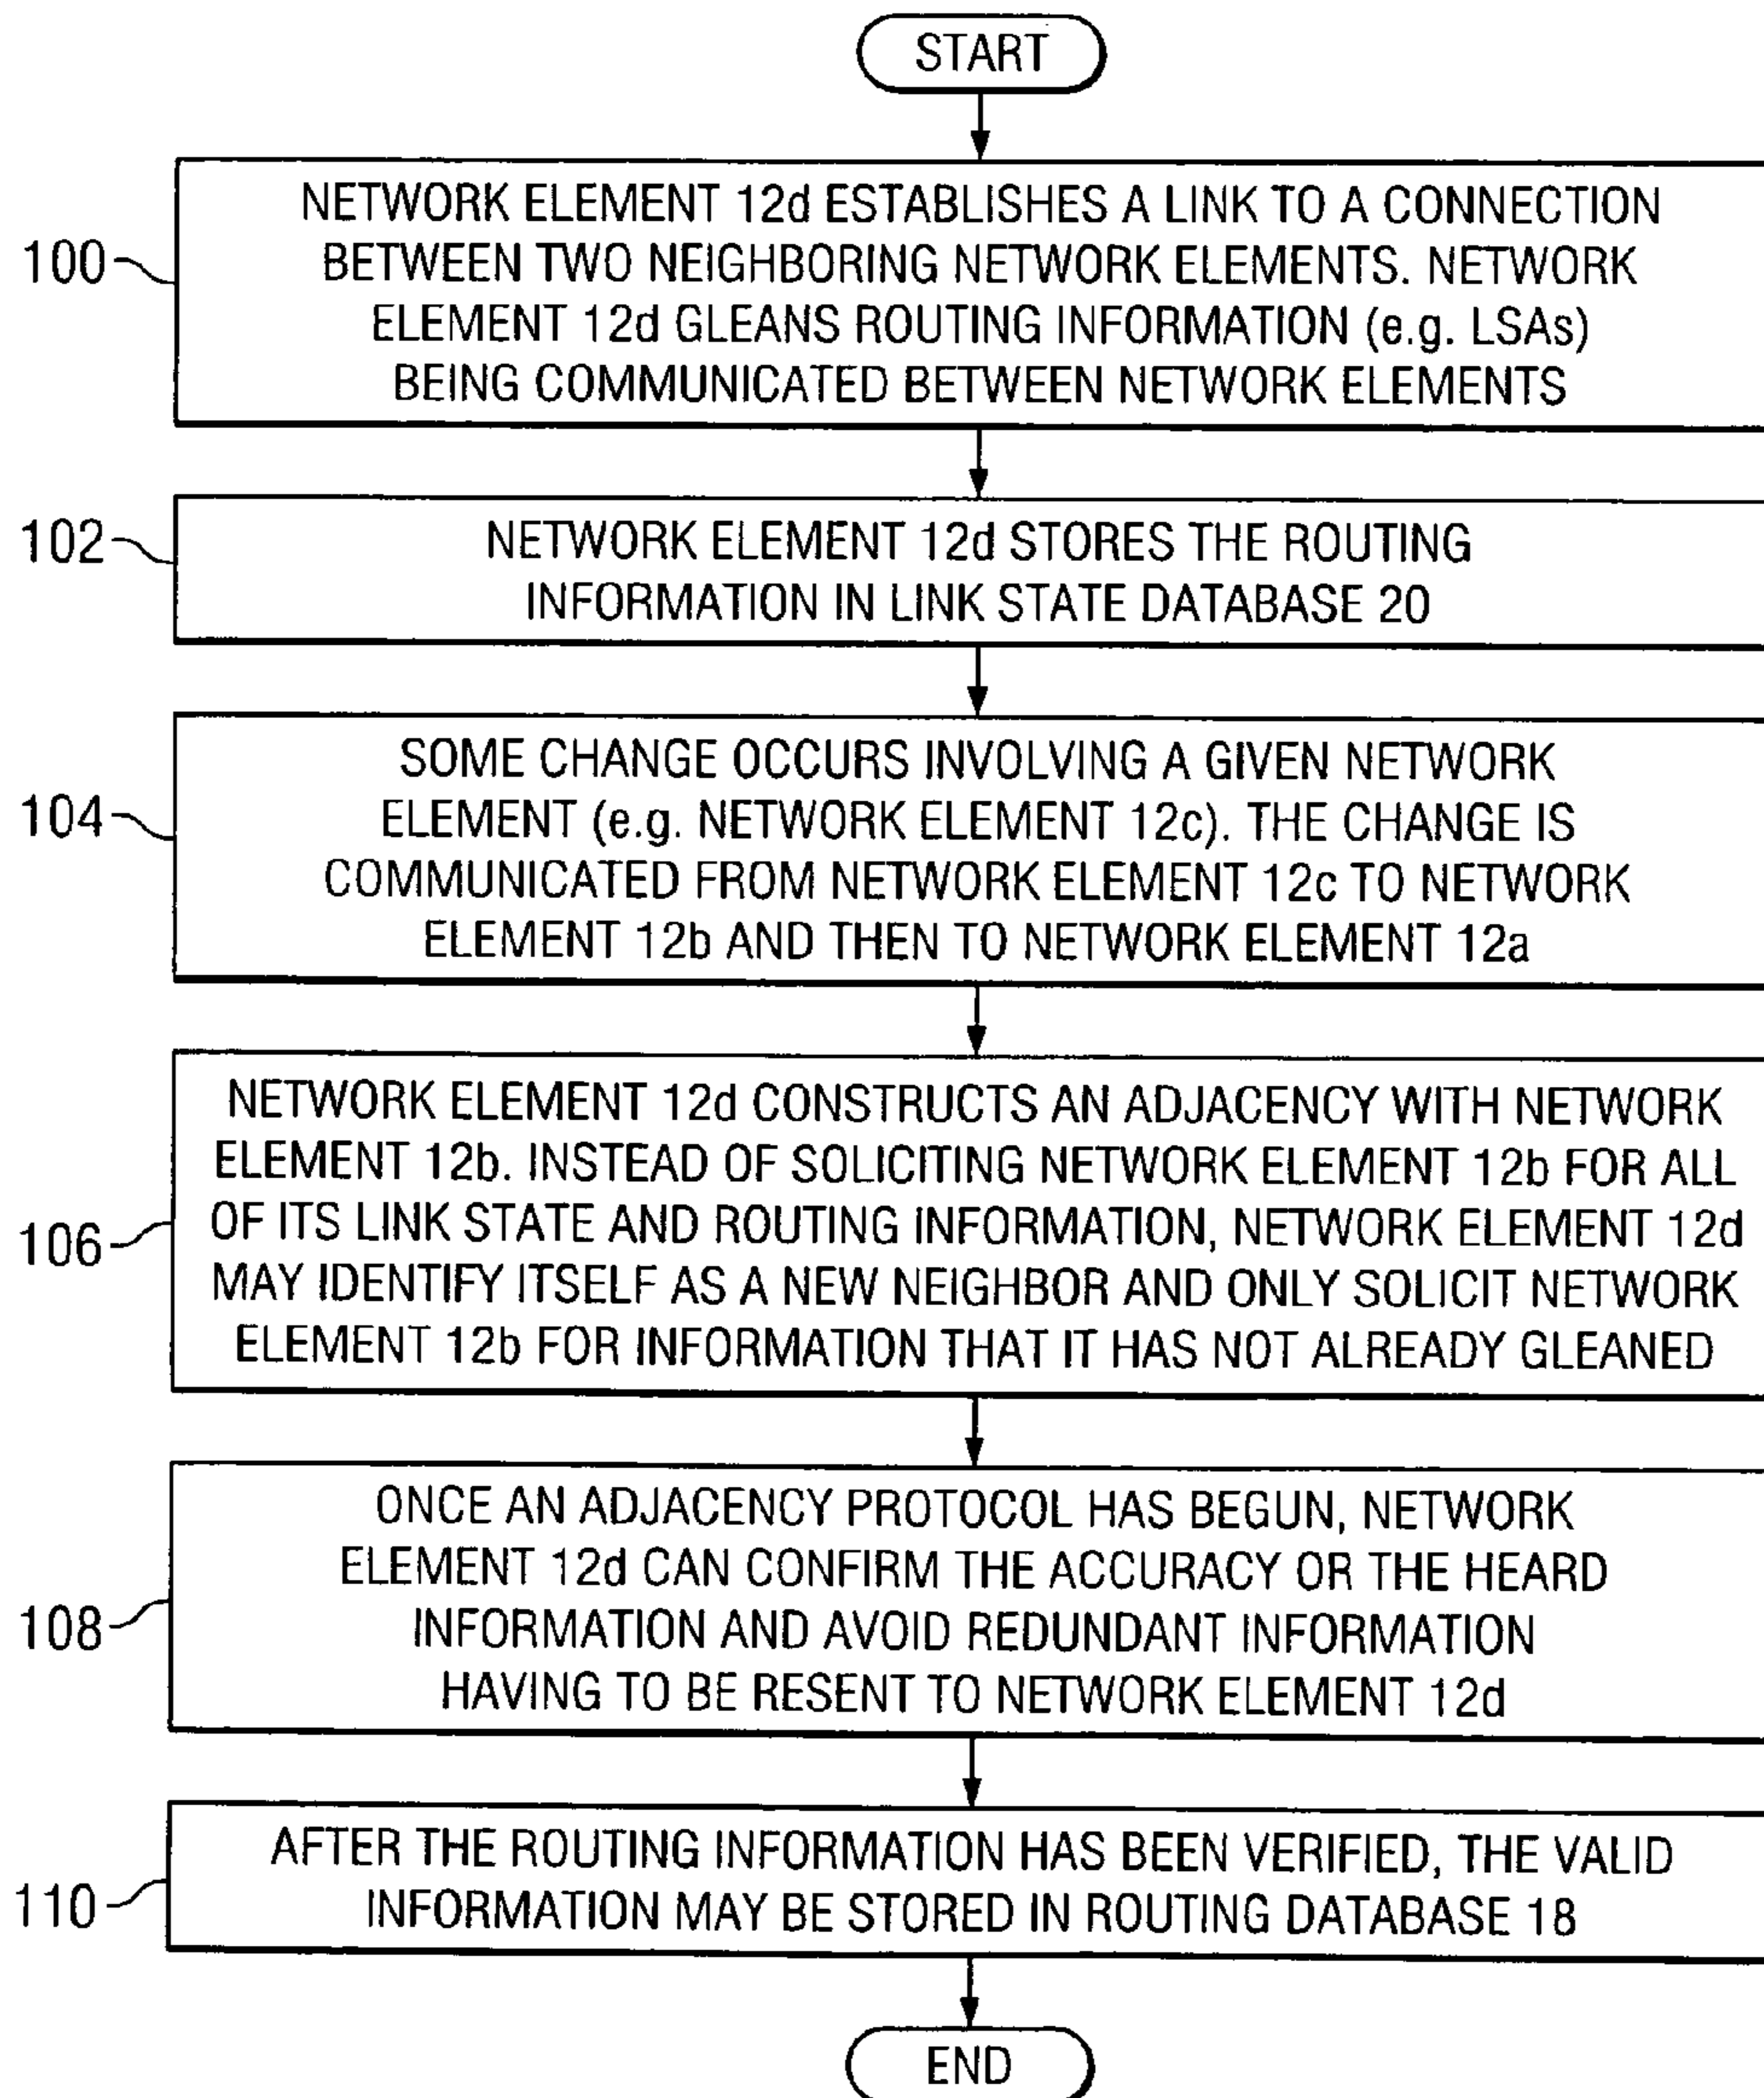 START
100
NETWORK ELEMENT 12d ESTABLISHES A LINK TO A CONNECTION
BETWEEN TWO NEIGHBORING NETWORK ELEMENTS. NETWORK
ELEMENT 12d GLEANS ROUTING INFORMATION (e.g. LSAs)
BEING COMMUNICATED BETWEEN NETWORK ELEMENTS
102
NETWORK ELEMENT 12d STORES THE ROUTING
INFORMATION IN LINK STATE DATABASE 20
104
SOME CHANGE OCCURS INVOLVING A GIVEN NETWORK
ELEMENT (e.g. NETWORK ELEMENT 12c). THE CHANGE IS
COMMUNICATED FROM NETWORK ELEMENT 12c TO NETWORK
ELEMENT 12b AND THEN TO NETWORK ELEMENT 12a
106
NETWORK ELEMENT 12d CONSTRUCTS AN ADJACENCY WITH NETWORK
ELEMENT 12b. INSTEAD OF SOLICITING NETWORK ELEMENT 12b FOR ALL
OF ITS LINK STATE AND ROUTING INFORMATION, NETWORK ELEMENT 12d
MAY IDENTIFY ITSELF AS A NEW NEIGHBOR AND ONLY SOLICIT NETWORK
ELEMENT 12b FOR INFORMATION THAT IT HAS NOT ALREADY GLEANED
108
ONCE AN ADJACENCY PROTOCOL HAS BEGUN, NETWORK
ELEMENT 12d CAN CONFIRM THE ACCURACY OR THE HEARD
INFORMATION AND AVOID REDUNDANT INFORMATION
HAVING TO BE RESENT TO NETWORK ELEMENT 12d
110
AFTER THE ROUTING INFORMATION HAS BEEN VERIFIED, THE VALID
INFORMATION MAY BE STORED IN ROUTING DATABASE 18
END